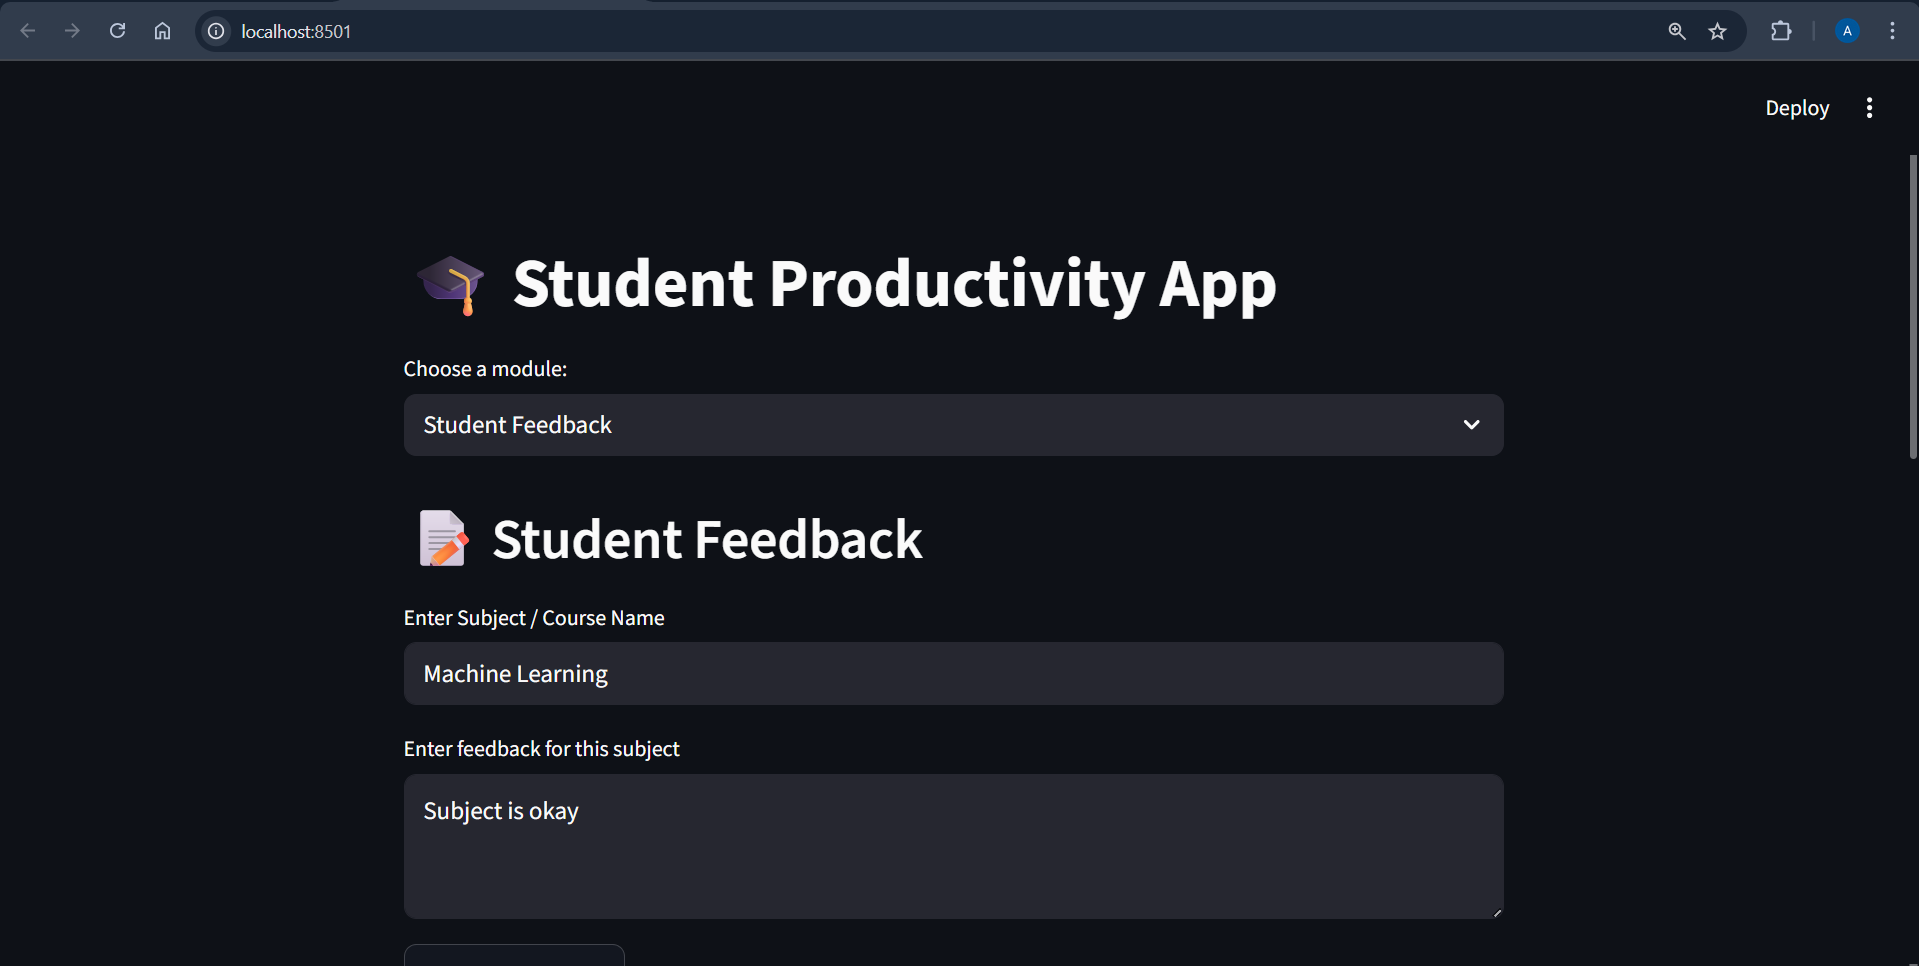 localhost:8501
A
Deploy
Student Productivity App
Choose a module:
Student Feedback
Student Feedback
Enter Subject / Course Name
Machine Learning
Enter feedback for this subject
Subject is okay